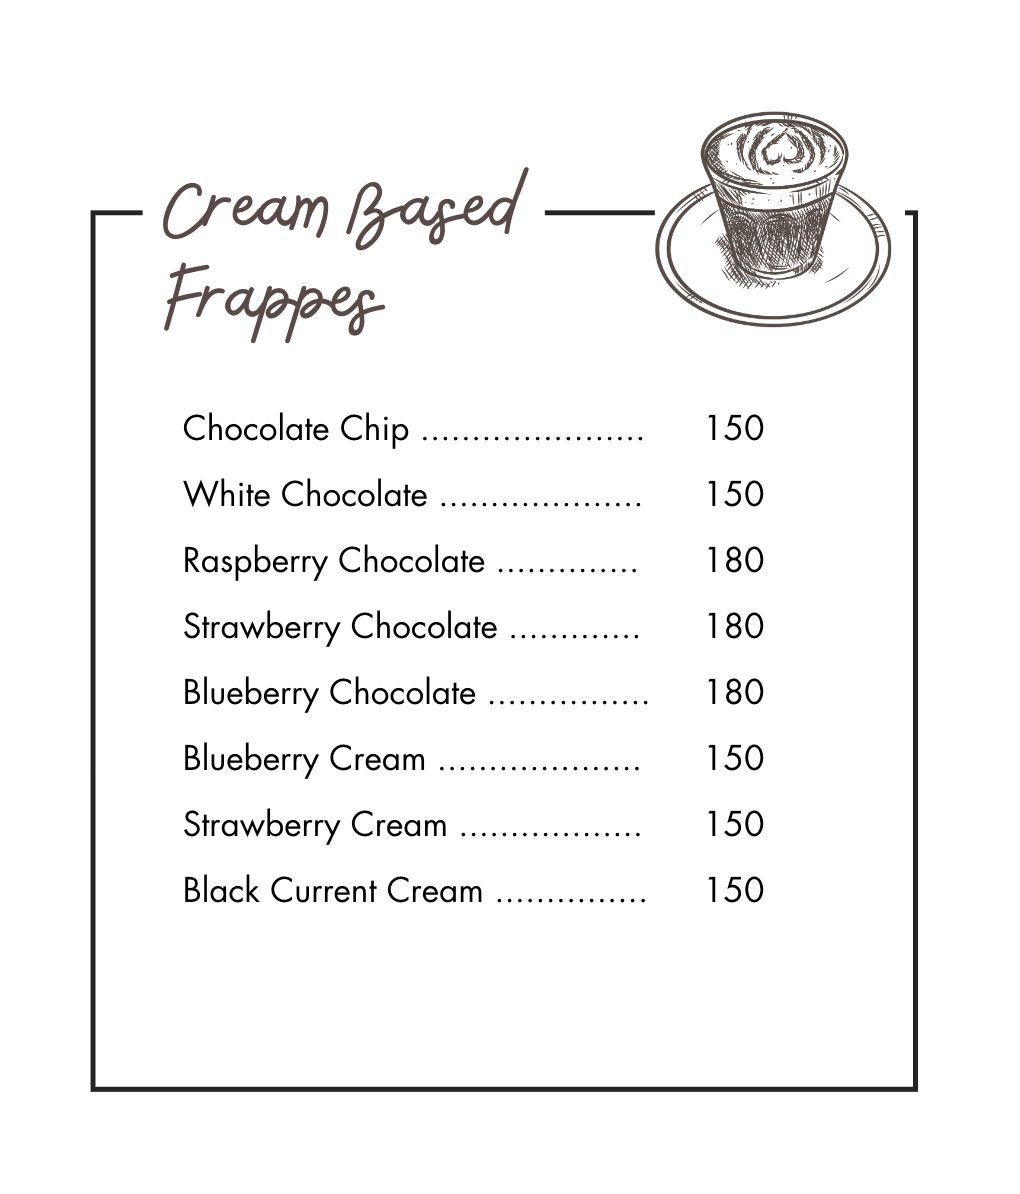 Cream Based
Frappes
Chocolate Chip ...................... 150
White Chocolate .................... 150
Raspberry Chocolate .............. 180
Strawberry Chocolate ............. 180
Blueberry Chocolate ................ 180
Blueberry Cream .................... 150
Strawberry Cream .................. 150
Black Current Cream ............... 150